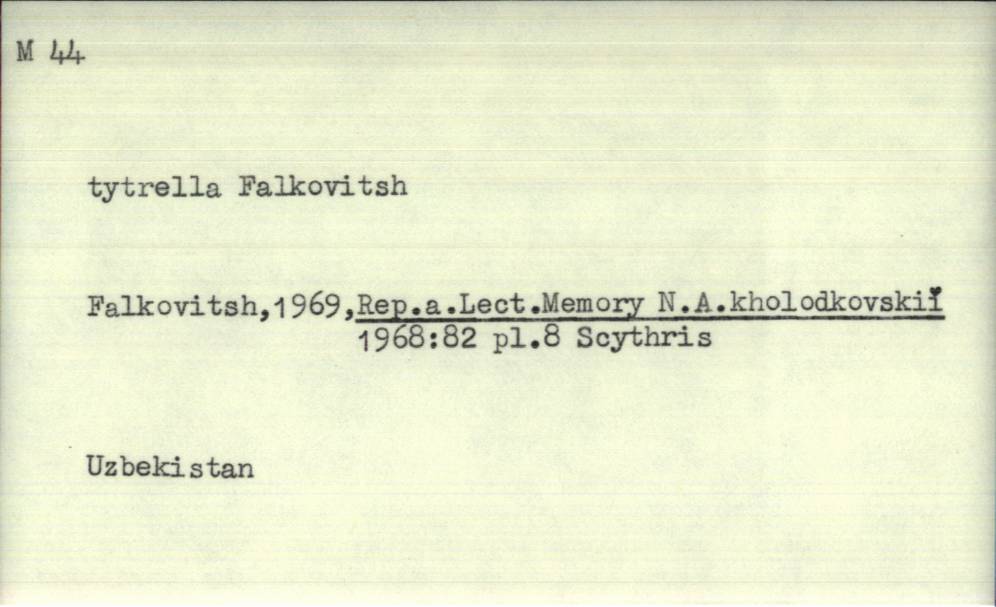 M 44
tytrella Falkovitsh
Falkovitsh,1969,Rep.a.Lect.Memory N.A.kholodkovskiĭ
1968:82 pl.8 Scythris
Uzbekistan